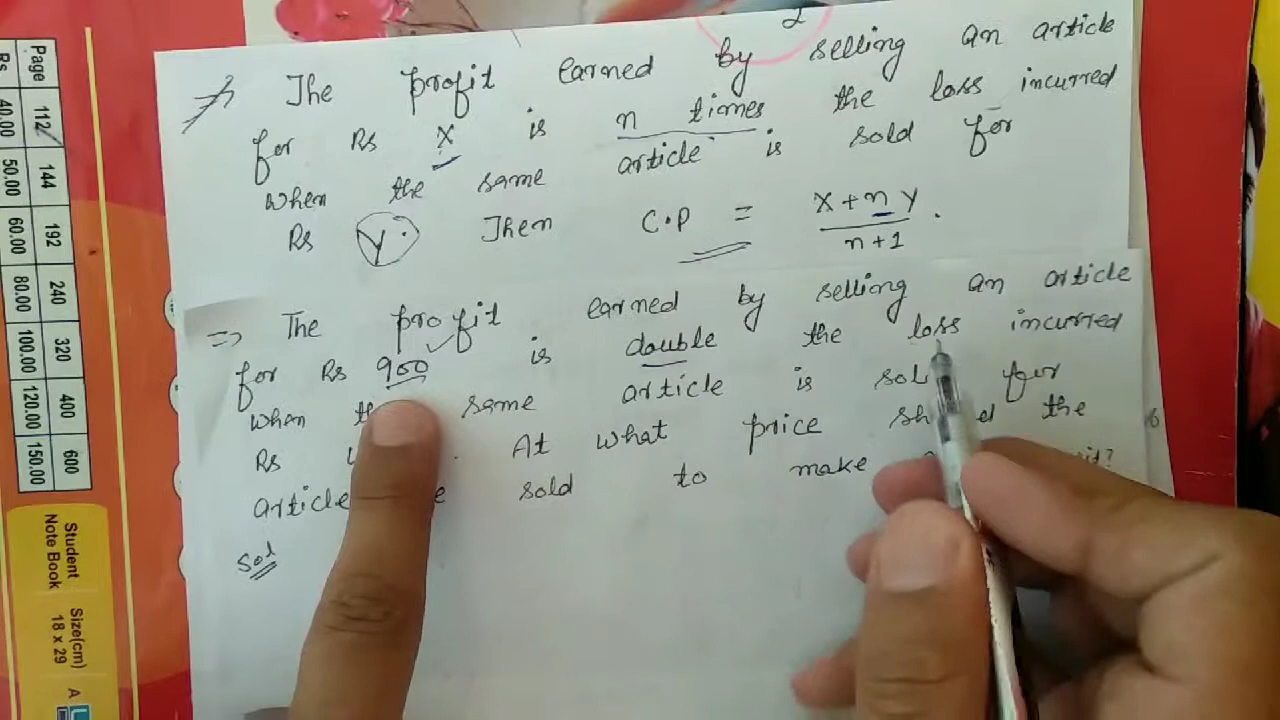 2
The profit earned by selling an article
for Rs X is n times the loss incurred
When the same article is sold for
Rs Y. Then C.P = X + n Y / n + 1 .
=> The profit earned by selling an article
for Rs 900 is double the loss incurred
When same article is for
Rs . At what price the
article sold to make
Sol
Page 112 144 192 240 320 400 600
Rs 40.00 50.00 60.00 80.00 100.00 120.00 150.00
Student
Note Book
Size(cm)
18 x 29
A